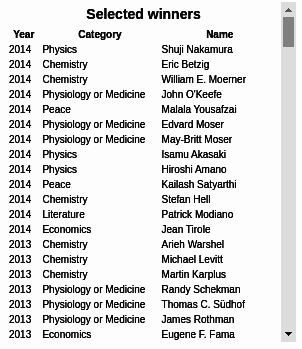 Selected winners
Year Category Name
2014 Physics Shuji Nakamura
2014 Chemistry Eric Betzig
2014 Chemistry William E. Moerner
2014 Physiology or Medicine John O'Keefe
2014 Peace Malala Yousafzai
2014 Physiology or Medicine Edvard Moser
2014 Physiology or Medicine May-Britt Moser
2014 Physics Isamu Akasaki
2014 Physics Hiroshi Amano
2014 Peace Kailash Satyarthi
2014 Chemistry Stefan Hell
2014 Literature Patrick Modiano
2014 Economics Jean Tirole
2013 Chemistry Arieh Warshel
2013 Chemistry Michael Levitt
2013 Chemistry Martin Karplus
2013 Physiology or Medicine Randy Schekman
2013 Physiology or Medicine Thomas C. Südhof
2013 Physiology or Medicine James Rothman
2013 Economics Eugene F. Fama